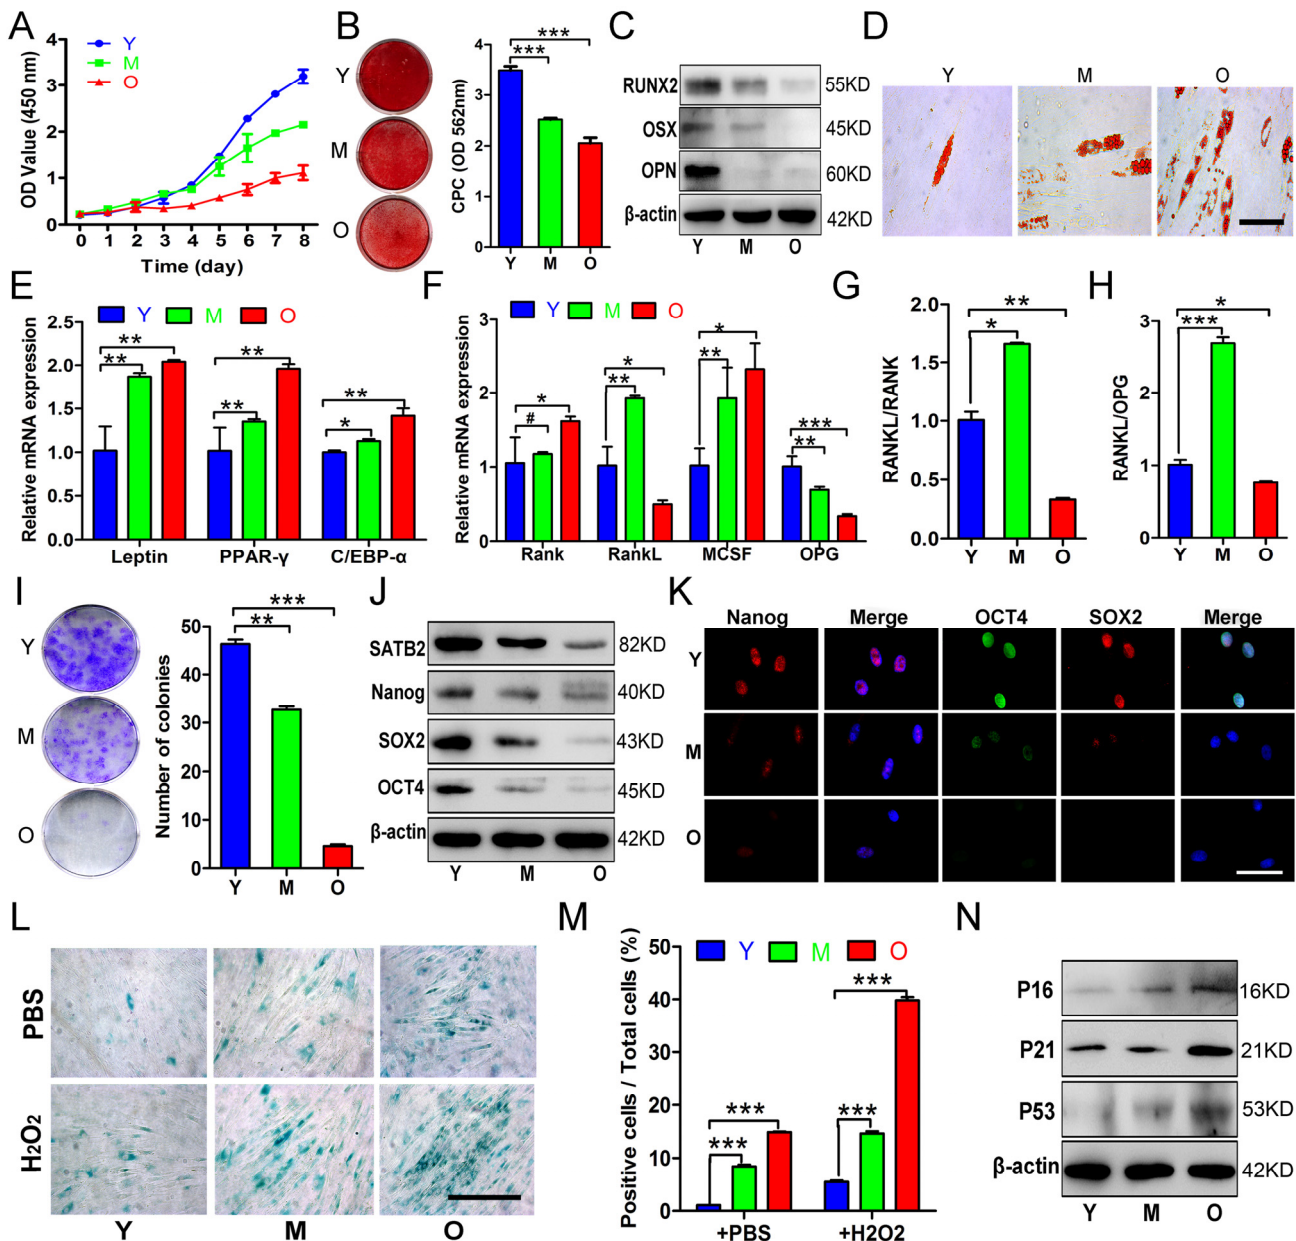 A
OD Value (450 nm)
4
3
2
1
0
Y
M
O
0 1 2 3 4 5 6 7 8
Time (day)
B
Y
M
O
CPC (OD 562nm)
4
3
2
1
0
***
***
Y M O
C
RUNX2 55KD
OSX 45KD
OPN 60KD
β-actin 42KD
Y M O
D
Y M O
E
Relative mRNA expression
Y M O
2.5
2.0
1.5
1.0
0.5
0.0
**
**
**
**
**
*
Leptin PPAR-γ C/EBP-α
F
Relative mRNA expression
Y M O
3
2
1
0
*
#
*
**
*
**
***
**
Rank RankL MCSF OPG
G
RANKL/RANK
2.0
1.5
1.0
0.5
0.0
**
*
Y M O
H
RANKL/OPG
3
2
1
0
*
***
Y M O
I
Y
M
O
Number of colonies
50
40
30
20
10
0
***
**
Y M O
J
SATB2 82KD
Nanog 40KD
SOX2 43KD
OCT4 45KD
β-actin 42KD
Y M O
K
Nanog Merge OCT4 SOX2 Merge
Y
M
O
L
PBS
H2O2
Y M O
M
Positive cells / Total cells (%)
Y M O
50
40
30
20
10
0
***
***
***
***
+PBS +H2O2
N
P16 16KD
P21 21KD
P53 53KD
β-actin 42KD
Y M O